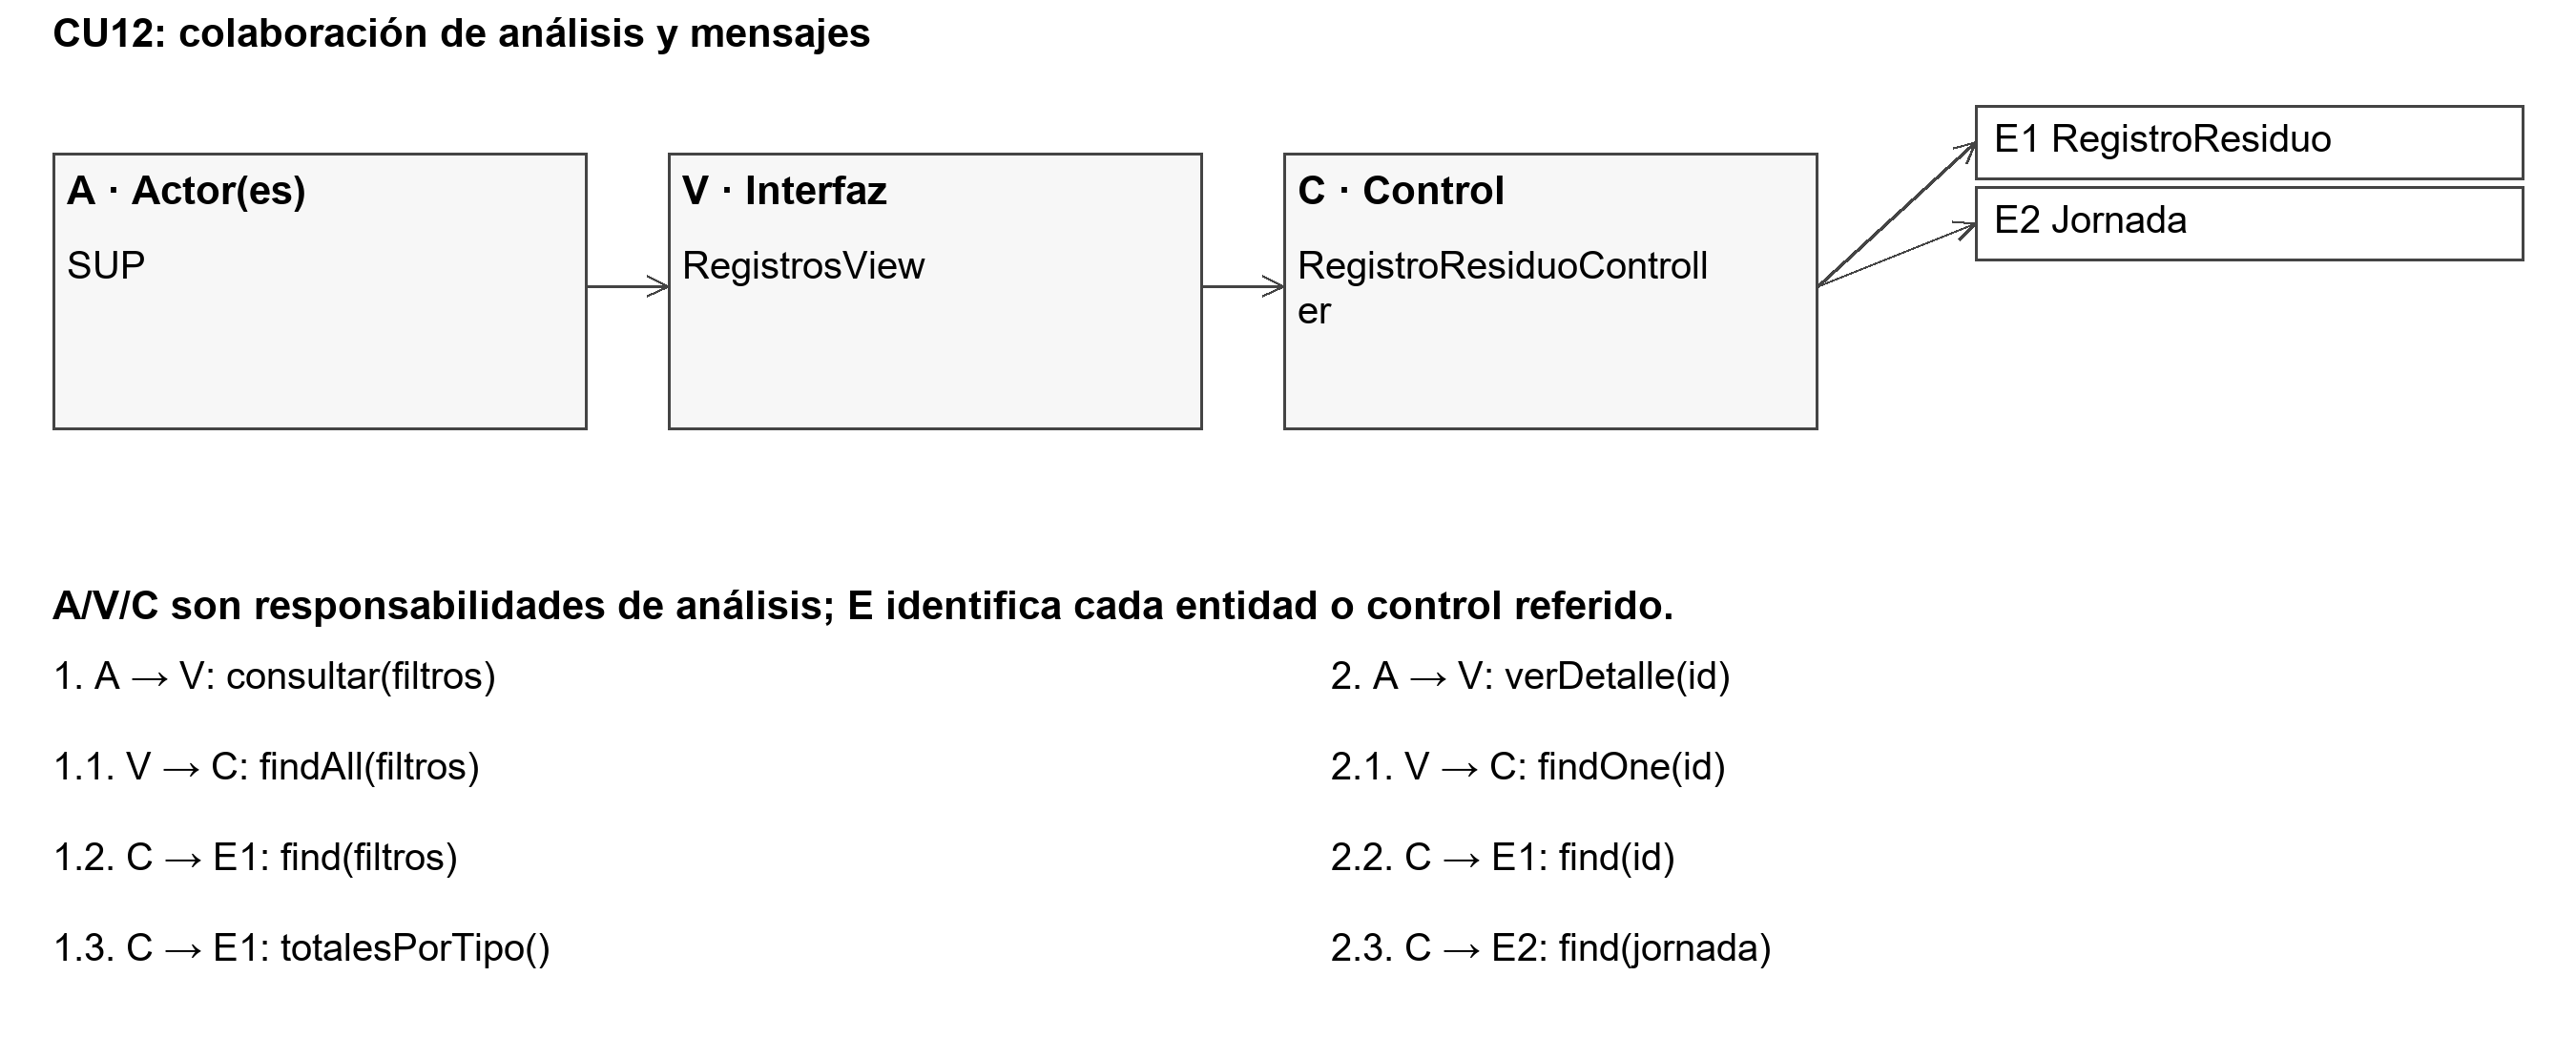 CU12: colaboración de análisis y mensajes
A · Actor(es)
SUP
V · Interfaz
RegistrosView
C · Control
RegistroResiduoControll
er
E1 RegistroResiduo
E2 Jornada
A/V/C son responsabilidades de análisis; E identifica cada entidad o control referido.
1. A → V: consultar(filtros)
1.1. V → C: findAll(filtros)
1.2. C → E1: find(filtros)
1.3. C → E1: totalesPorTipo()
2. A → V: verDetalle(id)
2.1. V → C: findOne(id)
2.2. C → E1: find(id)
2.3. C → E2: find(jornada)